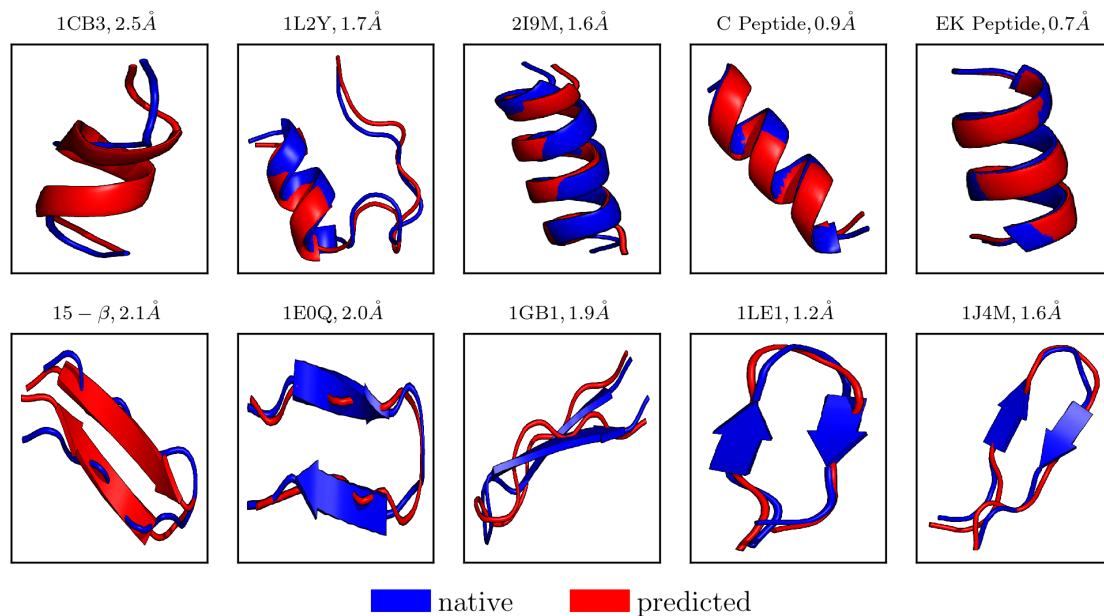 1CB3, 2.5Å
1L2Y, 1.7Å
2I9M, 1.6Å
C Peptide, 0.9Å
EK Peptide, 0.7Å
15 − β, 2.1Å
1E0Q, 2.0Å
1GB1, 1.9Å
1LE1, 1.2Å
1J4M, 1.6Å
native
predicted